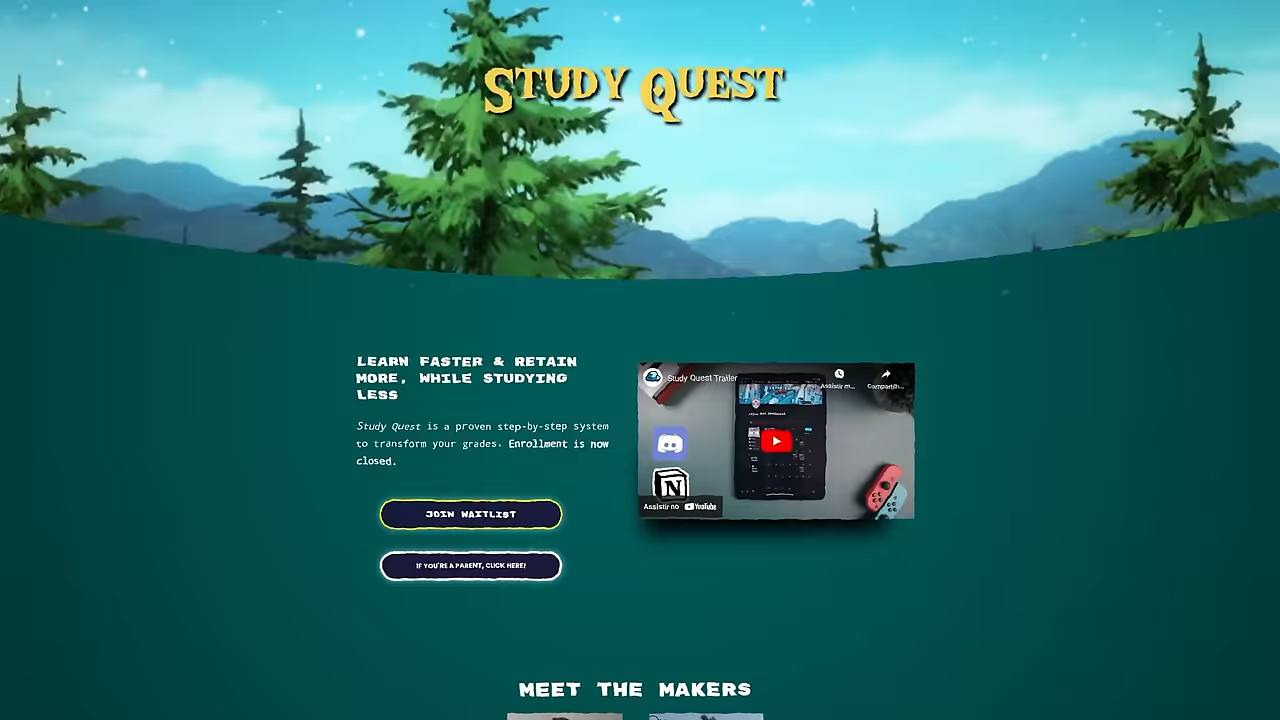 STUDY QUEST
LEARN FASTER & RETAIN
MORE, WHILE STUDYING
LESS
Study Quest is a proven step-by-step system
to transform your grades. Enrollment is now
closed.
Study Quest Trailer
Assistir m...
Compartilh...
N
Assistir no YouTube
JOIN WAITLIST
IF YOU'RE A PARENT, CLICK HERE!
MEET THE MAKERS